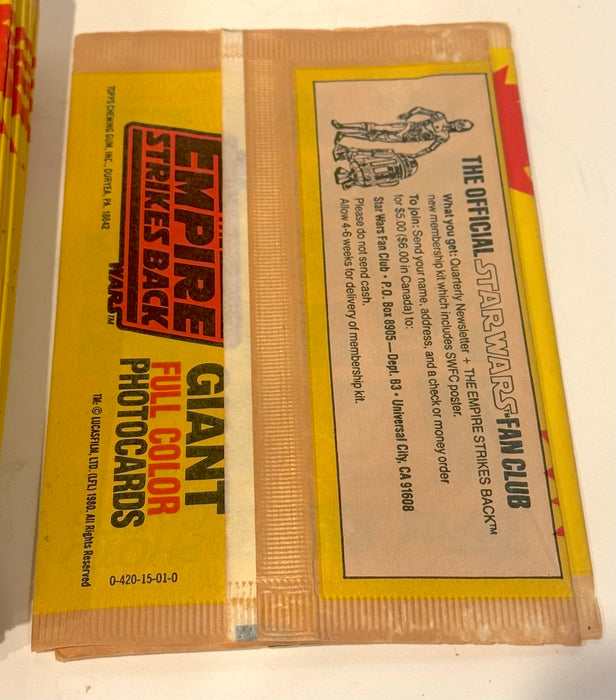 THE OFFICIAL STAR WARS FAN CLUB
What you get: Quarterly Newsletter + THE EMPIRE STRIKES BACK™
new membership kit which includes SWFC poster.
To join: Send your name, address, and a check or money order
for $5.00 ($6.00 in Canada) to:
Star Wars Fan Club • P.O. Box 8905—Dept. B3 • Universal City, CA 91608
Please do not send cash.
Allow 4-6 weeks for delivery of membership kit.
WARS™
EMPIRE
STRIKES BACK
GIANT
FULL COLOR
PHOTOCARDS
TOPPS CHEWING GUM, INC., DURYEA, PA. 18642
TM: © LUCASFILM, LTD. (LFL) 1980. All Rights Reserved
0-420-15-01-0